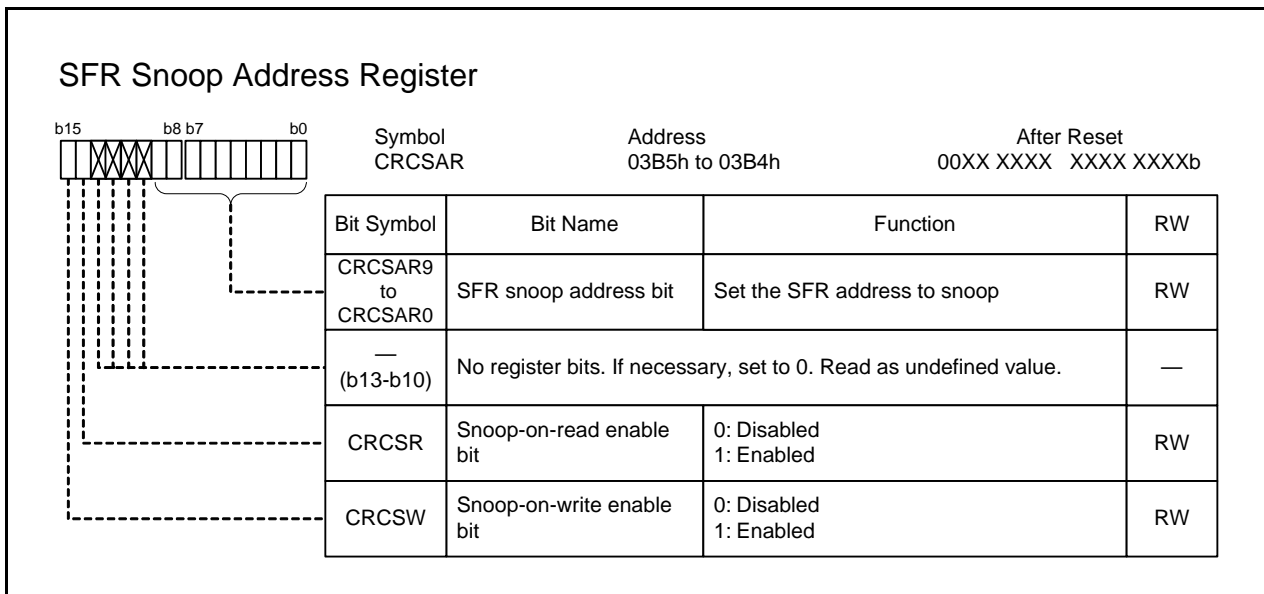 SFR Snoop Address Register
b15 b8 b7 b0
Symbol Address After Reset
CRCSAR 03B5h to 03B4h 00XX XXXX XXXX XXXXb
Bit Symbol Bit Name Function RW
CRCSAR9
to
CRCSAR0
SFR snoop address bit Set the SFR address to snoop RW
—
(b13-b10)
No register bits. If necessary, set to 0. Read as undefined value. —
CRCSR
Snoop-on-read enable
bit
0: Disabled
1: Enabled
RW
CRCSW
Snoop-on-write enable
bit
0: Disabled
1: Enabled
RW